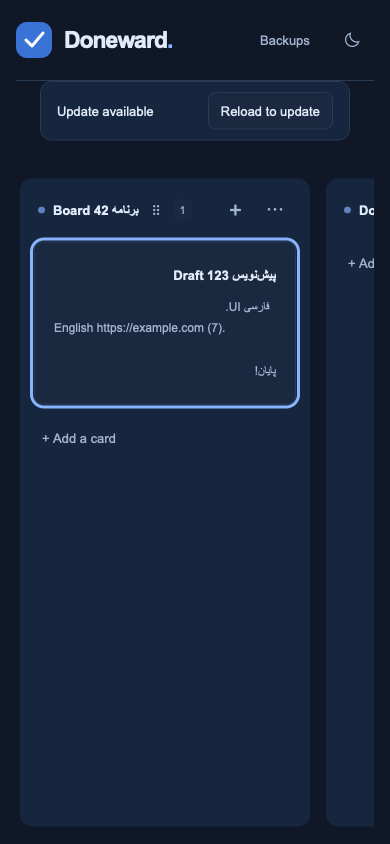 Doneward.
Backups
Update available
Reload to update
برنامه Board 42
1
پیش‌نویس Draft 123
فارسی UI.
English https://example.com (7).
پایان!
+ Add a card
Do
+ Ad